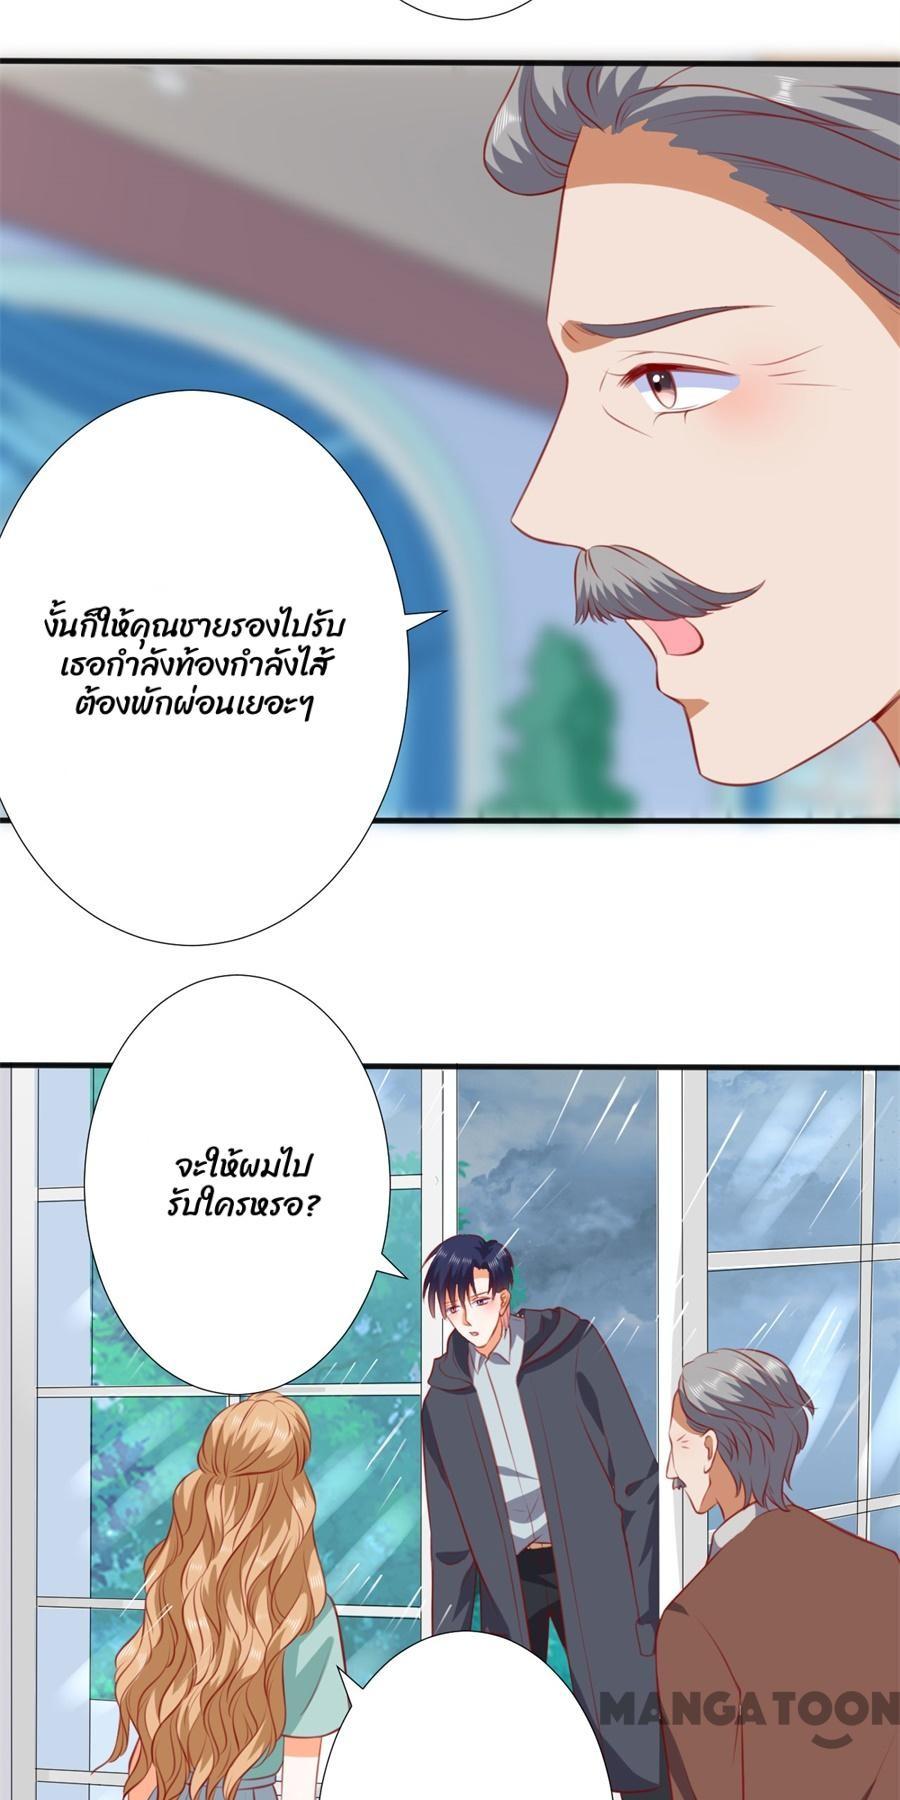 งั้นก็ให้คุณชายรองไปรับ
เธอกำลังท้องกำลังไส้
ต้องพักผ่อนเยอะๆ
จะให้ผมไป
รับใครหรอ?
MANGATOON